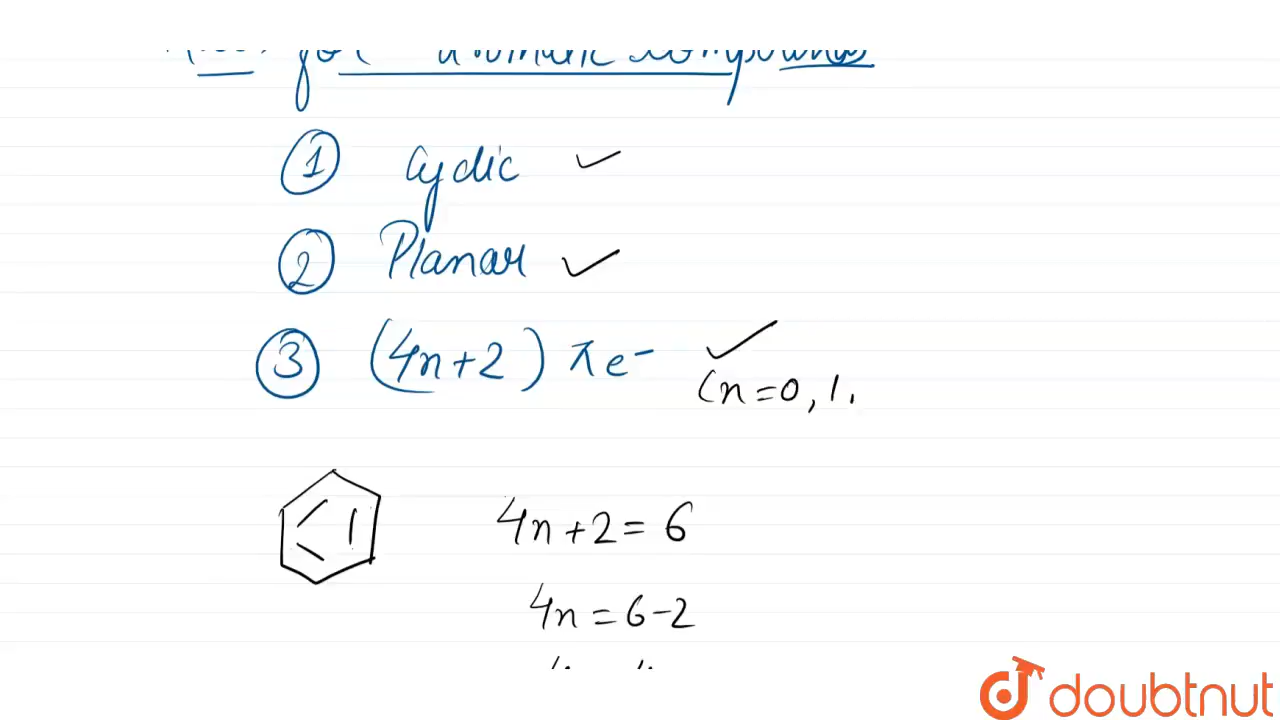 for aromatic compounds
① Cyclic ✓
② Planar ✓
③ (4n+2) πe⁻ ✓
(n=0, 1,
4n+2=6
4n=6-2
doubtnut